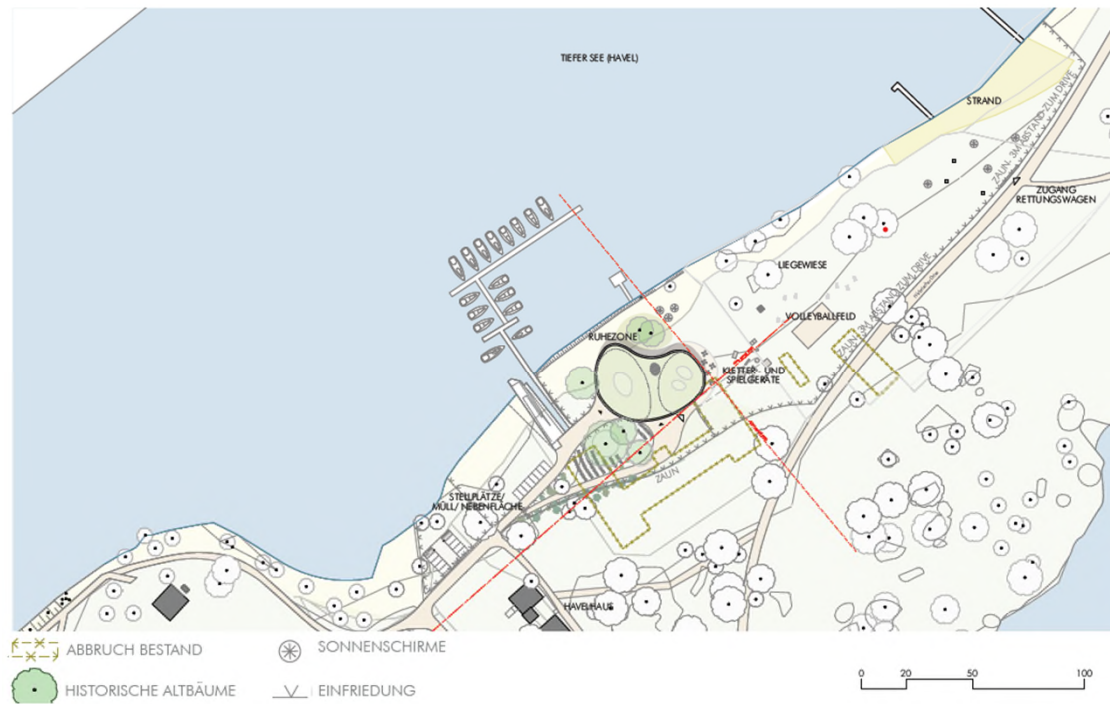 TIEFER SEE (HAVEL)
STRAND
ZAUN, 3M ABSTAND ZUM DRIVE
ZUGANG
RETTUNGSWAGEN
LIEGEWIESE
ZAUN 3M ABSTAND ZUM DRIVE
VOLLEYBALLFELD
RUHEZONE
KLETTER - UND
SPIELGERÄTE
ZAUN
STELLPLÄTZE/
MÜLL/ NEBENFLÄCHE
HAVELHAUS
ABBRUCH BESTAND
SONNENSCHIRME
HISTORISCHE ALTBÄUME
EINFRIEDUNG
0 20 50 100